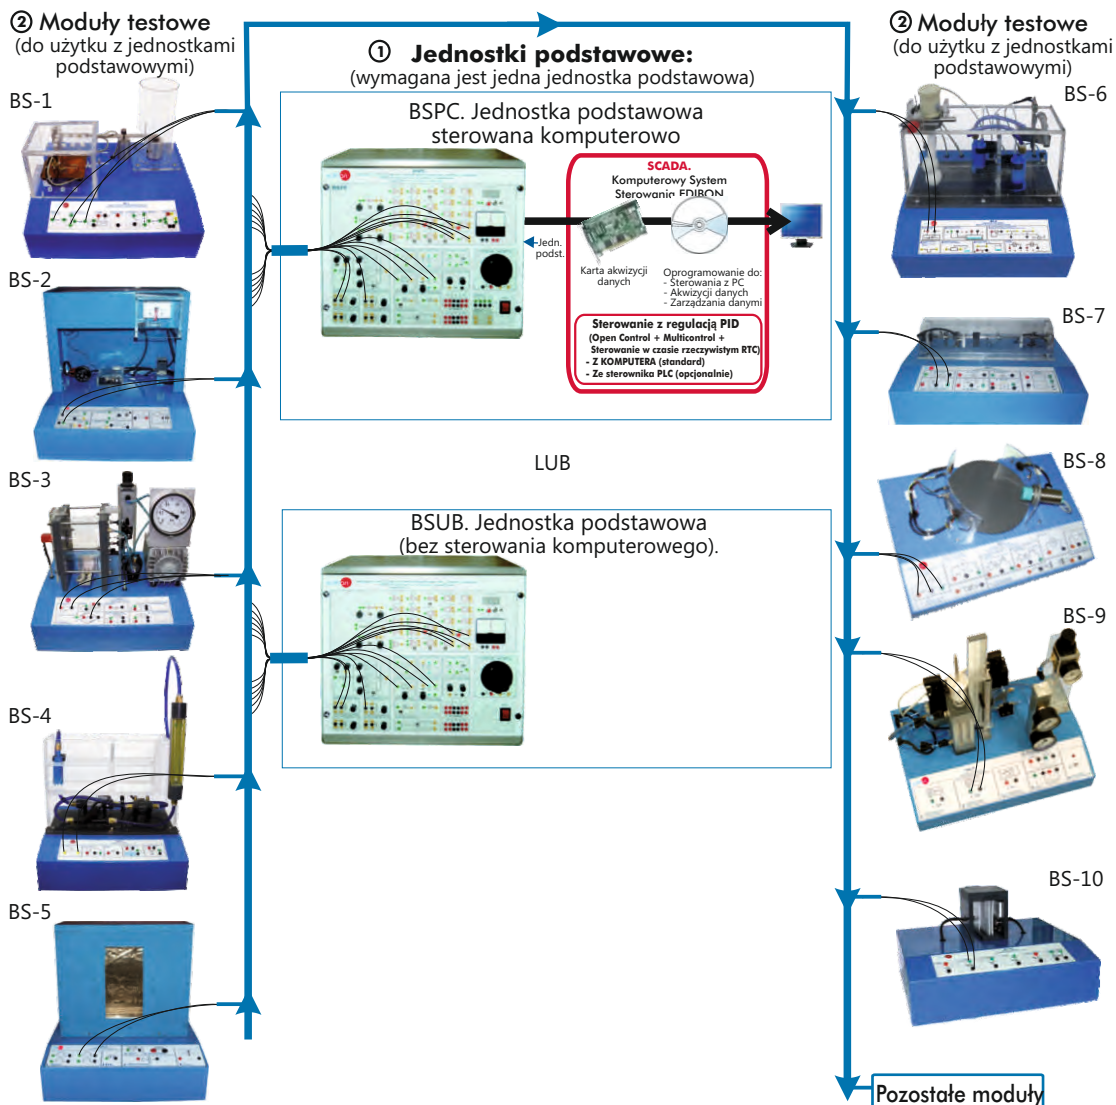 ② Moduły testowe
(do użytku z jednostkami
podstawowymi)
BS-1
BS-2
BS-3
BS-4
BS-5
① Jednostki podstawowe:
(wymagana jest jedna jednostka podstawowa)
BSPC. Jednostka podstawowa
sterowana komputerowo
Jedn.
podst.
SCADA.
Komputerowy System
Sterowania EDIBON
Karta akwizycji
danych
Oprogramowanie do:
- Sterowania z PC
- Akwizycji danych
- Zarządzania danymi
Sterowanie z regulacją PID
(Open Control + Multicontrol +
Sterowanie w czasie rzeczywistym RTC)
- Z KOMPUTERA (standard)
- Ze sterownika PLC (opcjonalnie)
LUB
BSUB. Jednostka podstawowa
(bez sterowania komputerowego).
② Moduły testowe
(do użytku z jednostkami
podstawowymi)
BS-6
BS-7
BS-8
BS-9
BS-10
Pozostałe moduły